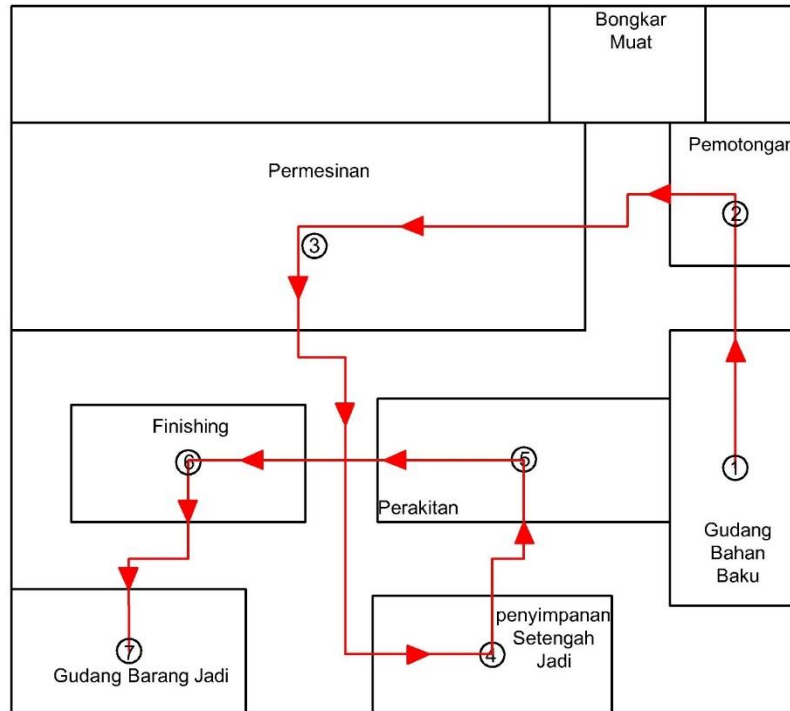 Bongkar
Muat
Pemotongan
Permesinan
2
3
Finishing
6
5
1
Perakitan
Gudang
Bahan
Baku
penyimpanan
Setengah
Jadi
7
4
Gudang Barang Jadi